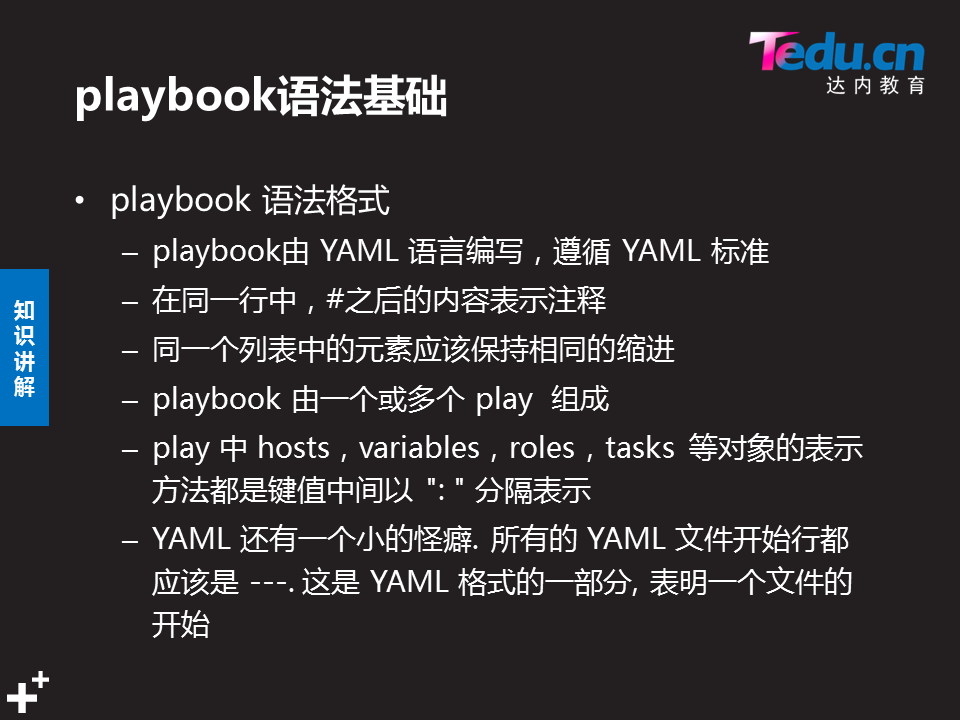 Tedu.cn
达内教育
playbook语法基础
• playbook 语法格式
– playbook由 YAML 语言编写，遵循 YAML 标准
– 在同一行中，#之后的内容表示注释
– 同一个列表中的元素应该保持相同的缩进
– playbook 由一个或多个 play 组成
– play 中 hosts，variables，roles，tasks 等对象的表示
方法都是键值中间以 ": " 分隔表示
– YAML 还有一个小的怪癖. 所有的 YAML 文件开始行都
应该是 ---. 这是 YAML 格式的一部分, 表明一个文件的
开始
知
识
讲
解